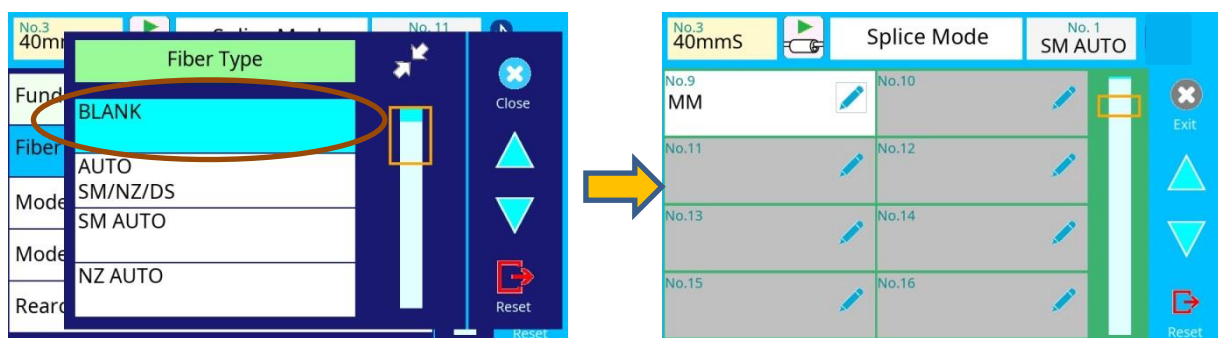 No.3
40mm
No. 11
Fiber Type
Close
Fund
BLANK
Fiber
AUTO
SM/NZ/DS
Mode
SM AUTO
Mode
NZ AUTO
Rear
Reset
Reset
No.3
40mmS
Splice Mode
No. 1
SM AUTO
No.9
MM
No.10
Exit
No.11
No.12
No.13
No.14
No.15
No.16
Reset